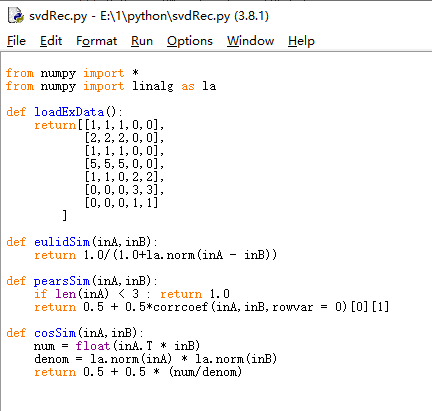 svdRec.py - E:\1\python\svdRec.py (3.8.1)
File Edit Format Run Options Window Help
from numpy import *
from numpy import linalg as la
def loadExData():
    return[[1,1,1,0,0],
           [2,2,2,0,0],
           [1,1,1,0,0],
           [5,5,5,0,0],
           [1,1,0,2,2],
           [0,0,0,3,3],
           [0,0,0,1,1]
        ]
def eulidSim(inA,inB):
    return 1.0/(1.0+la.norm(inA - inB))
def pearsSim(inA,inB):
    if len(inA) < 3 : return 1.0
    return 0.5 + 0.5*corrcoef(inA,inB,rowvar = 0)[0][1]
def cosSim(inA,inB):
    num = float(inA.T * inB)
    denom = la.norm(inA) * la.norm(inB)
    return 0.5 + 0.5 * (num/denom)